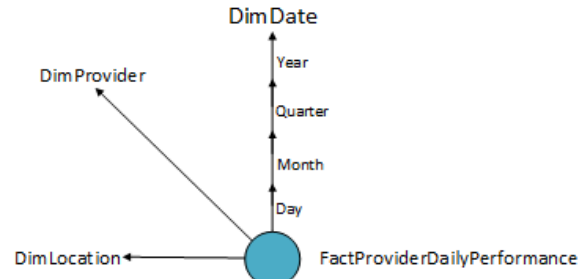 DimDate
Year
DimProvider
Quarter
Month
Day
DimLocation
FactProviderDailyPerformance